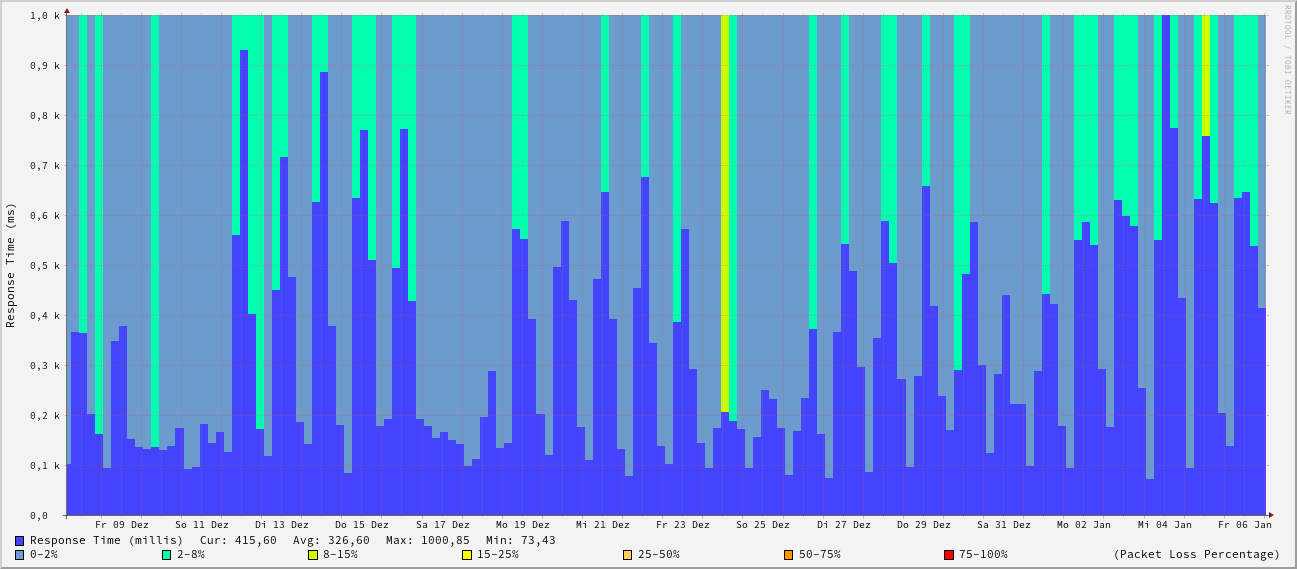 RRDTOOL / TOBI OETIKER
Response Time (ms)
1,0 k
0,9 k
0,8 k
0,7 k
0,6 k
0,5 k
0,4 k
0,3 k
0,2 k
0,1 k
0,0
Fr 09 Dez So 11 Dez Di 13 Dez Do 15 Dez Sa 17 Dez Mo 19 Dez Mi 21 Dez Fr 23 Dez So 25 Dez Di 27 Dez Do 29 Dez Sa 31 Dez Mo 02 Jan Mi 04 Jan Fr 06 Jan
Response Time (millis) Cur: 415,60 Avg: 326,60 Max: 1000,85 Min: 73,43
0-2% 2-8% 8-15% 15-25% 25-50% 50-75% 75-100% (Packet Loss Percentage)